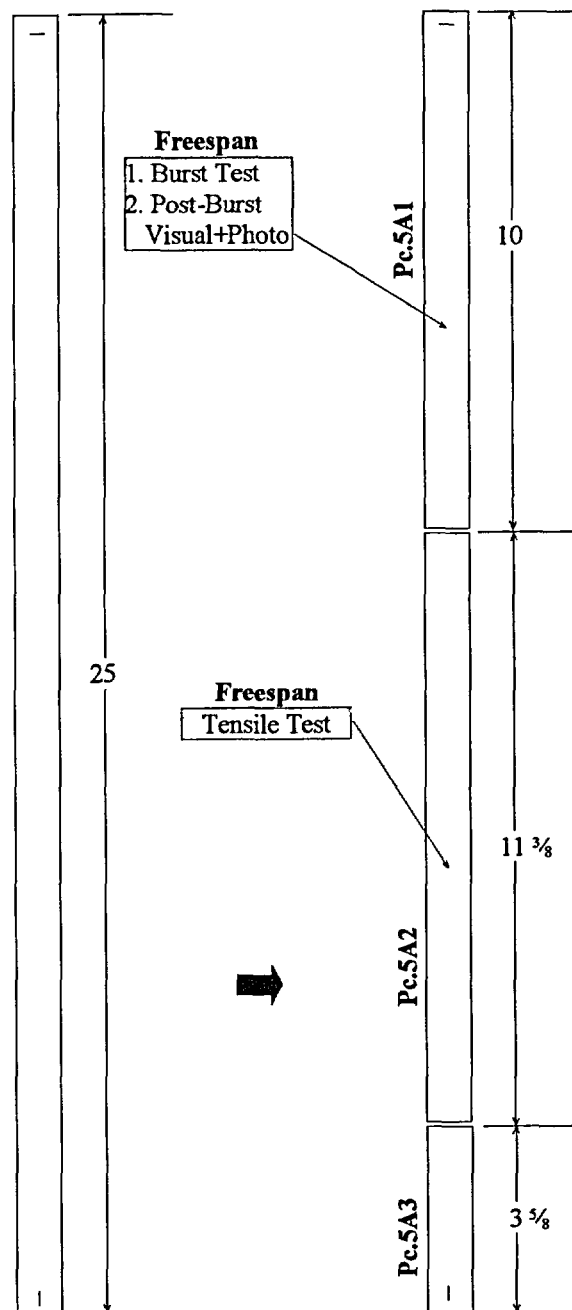 Freespan
1. Burst Test
2. Post-Burst
Visual+Photo
Pc.5A1
10
25
Freespan
Tensile Test
11 ⅜
Pc.5A2
Pc.5A3
3 ⅝